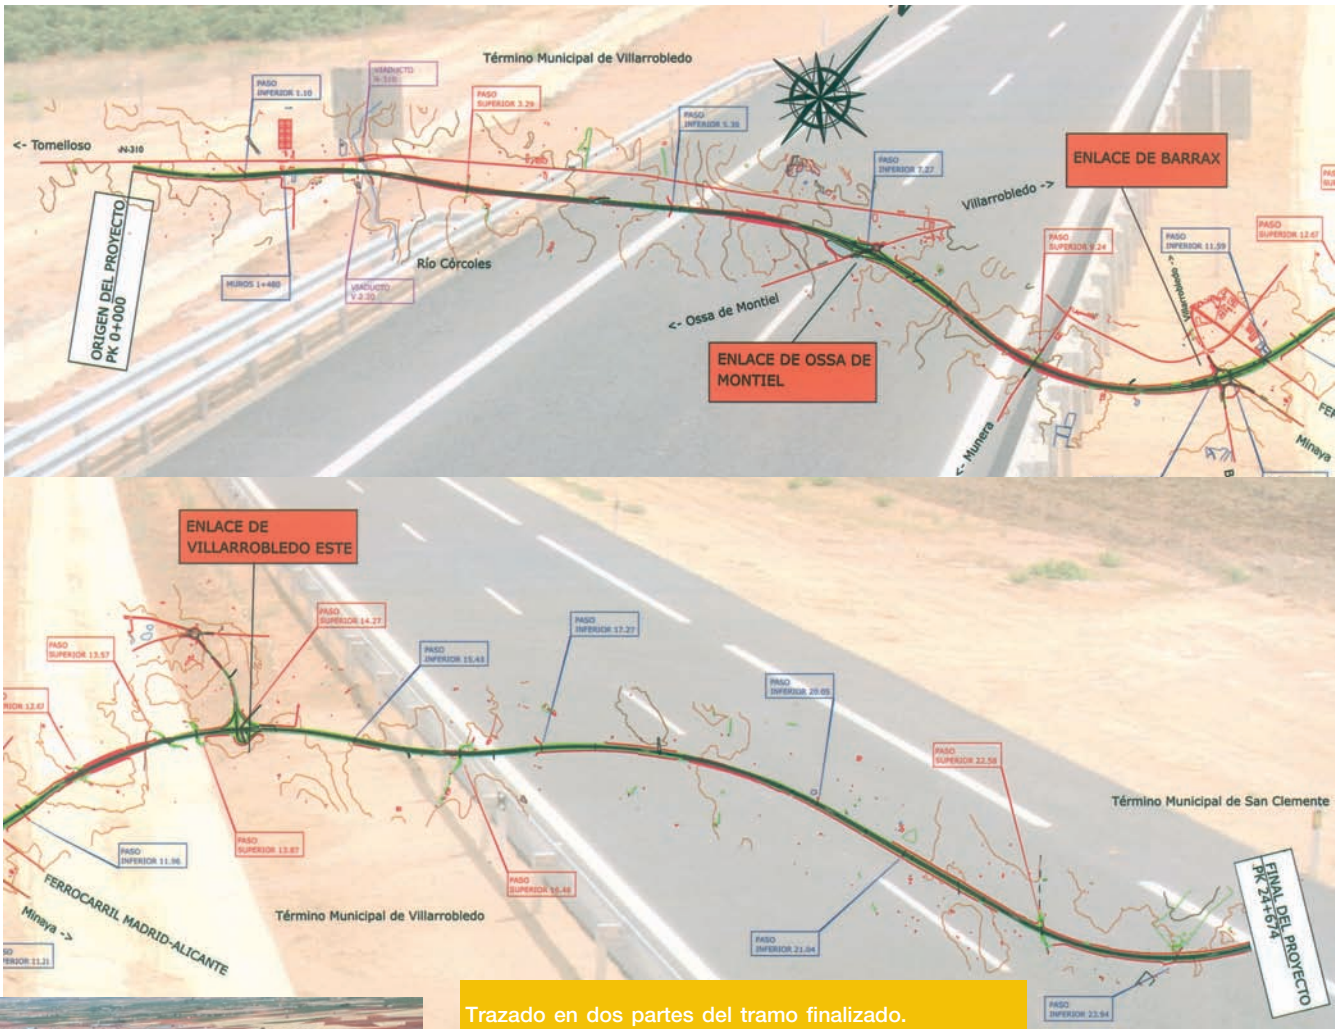 Término Municipal de Villarrobledo
PASO
INFERIOR 1.10
VIADUCTO
N-310
PASO
SUPERIOR 3.29
PASO
INFERIOR 5.30
<- Tomelloso
N-310
PASO
INFERIOR 7.27
ENLACE DE BARRAX
Villarrobledo ->
ORIGEN DEL PROYECTO
PK 0+000
MUROS 1+480
VIADUCTO
V-2.20
Río Córcoles
<- Ossa de Montiel
ENLACE DE OSSA DE
MONTIEL
PASO
SUPERIOR 9.24
PASO
INFERIOR 11.59
PASO
SUPERIOR 12.67
Villarrobledo ->
<- Munera
Minaya
ENLACE DE
VILLARROBLEDO ESTE
PASO
SUPERIOR 13.57
PASO
SUPERIOR 14.27
PASO
INFERIOR 15.43
PASO
INFERIOR 17.27
PASO
INFERIOR 20.05
PASO
SUPERIOR 22.58
Término Municipal de San Clemente
PASO
INFERIOR 11.96
PASO
SUPERIOR 13.87
PASO
SUPERIOR 16.46
FERROCARRIL MADRID-ALICANTE
Minaya ->
Término Municipal de Villarrobledo
PASO
INFERIOR 21.04
PASO
INFERIOR 23.94
FINAL DEL PROYECTO
PK 24+674
Trazado en dos partes del tramo finalizado.